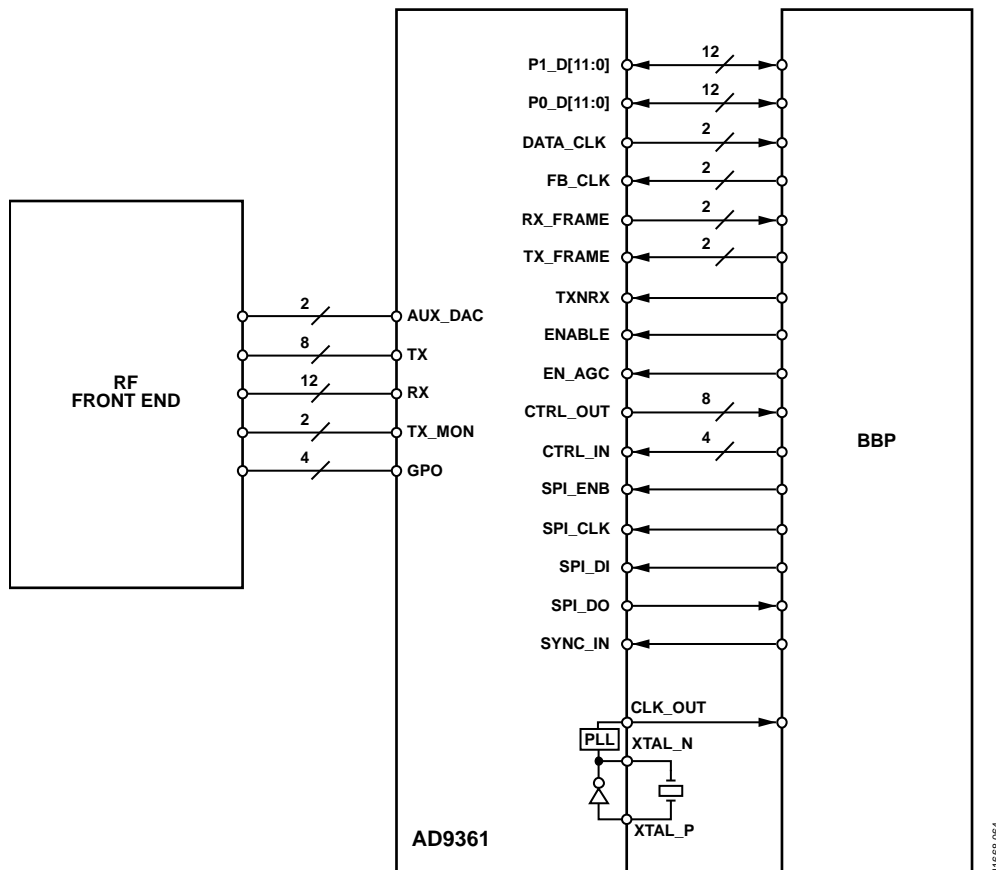 P1_D[11:0]
12
P0_D[11:0]
12
DATA_CLK
2
FB_CLK
2
RX_FRAME
2
TX_FRAME
2
TXNRX
ENABLE
EN_AGC
CTRL_OUT
8
CTRL_IN
4
SPI_ENB
SPI_CLK
SPI_DI
SPI_DO
SYNC_IN
CLK_OUT
PLL
XTAL_N
XTAL_P
AD9361
BBP
RF
FRONT END
2
AUX_DAC
8
TX
12
RX
2
TX_MON
4
GPO